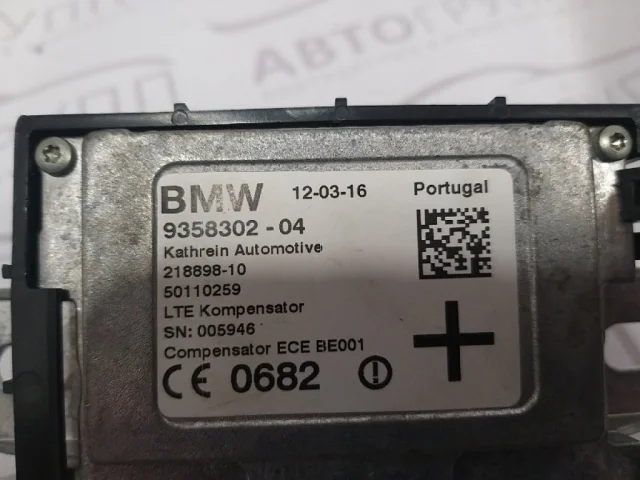 АВТОГРУПП
BMW 12-03-16 Portugal
9358302 - 04
Kathrein Automotive
218898-10
50110259
LTE Kompensator
SN: 005946
Compensator ECE BE001
CE 0682